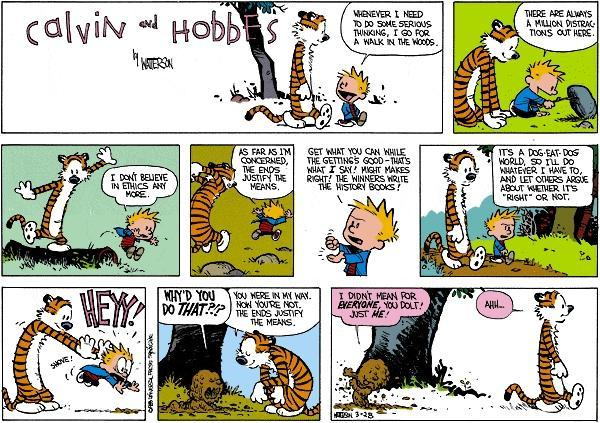 calvin and HOBBES
by WATERSON
WHENEVER I NEED
TO DO SOME SERIOUS
THINKING, I GO FOR
A WALK IN THE WOODS.
THERE ARE ALWAYS
A MILLION DISTRAC-
TIONS OUT HERE.
I DON'T BELIEVE
IN ETHICS ANY
MORE.
AS FAR AS I'M
CONCERNED,
THE ENDS
JUSTIFY THE
MEANS.
GET WHAT YOU CAN WHILE
THE GETTING'S GOOD-THAT'S
WHAT I SAY! MIGHT MAKES
RIGHT! THE WINNERS WRITE
THE HISTORY BOOKS!
IT'S A DOG-EAT-DOG
WORLD, SO I'LL DO
WHATEVER I HAVE TO,
AND LET OTHERS ARGUE
ABOUT WHETHER IT'S
"RIGHT" OR NOT.
HEYY!
SHOVE!
WHY'D YOU
DO THAT?!?
YOU WERE IN MY WAY.
NOW YOU'RE NOT.
THE ENDS JUSTIFY
THE MEANS.
I DIDN'T MEAN FOR
EVERYONE, YOU DOLT!
JUST ME!
AHH...
WATERSON 3-28